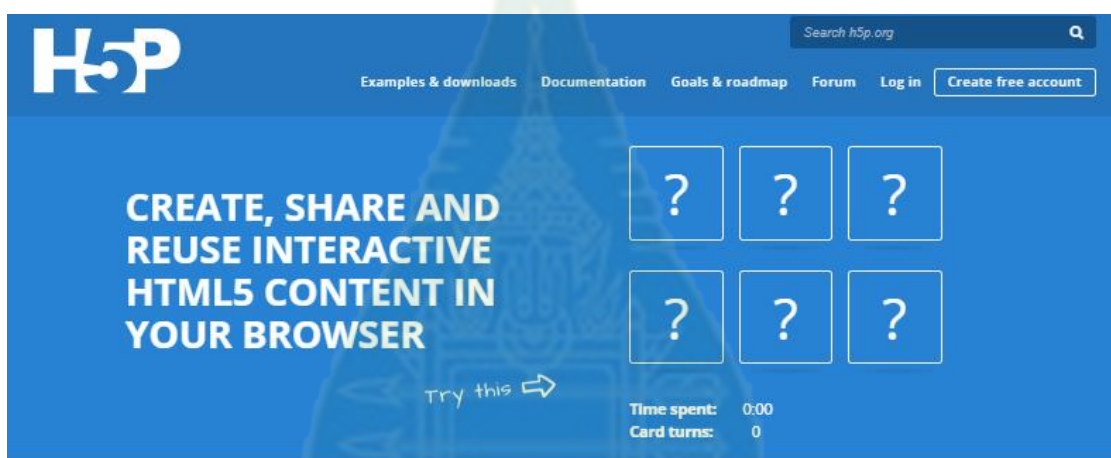 H5P
Search h5p.org
Examples & downloads Documentation Goals & roadmap Forum Log in Create free account
CREATE, SHARE AND
REUSE INTERACTIVE
HTML5 CONTENT IN
YOUR BROWSER
Try this
? ? ?
? ? ?
Time spent: 0:00
Card turns: 0